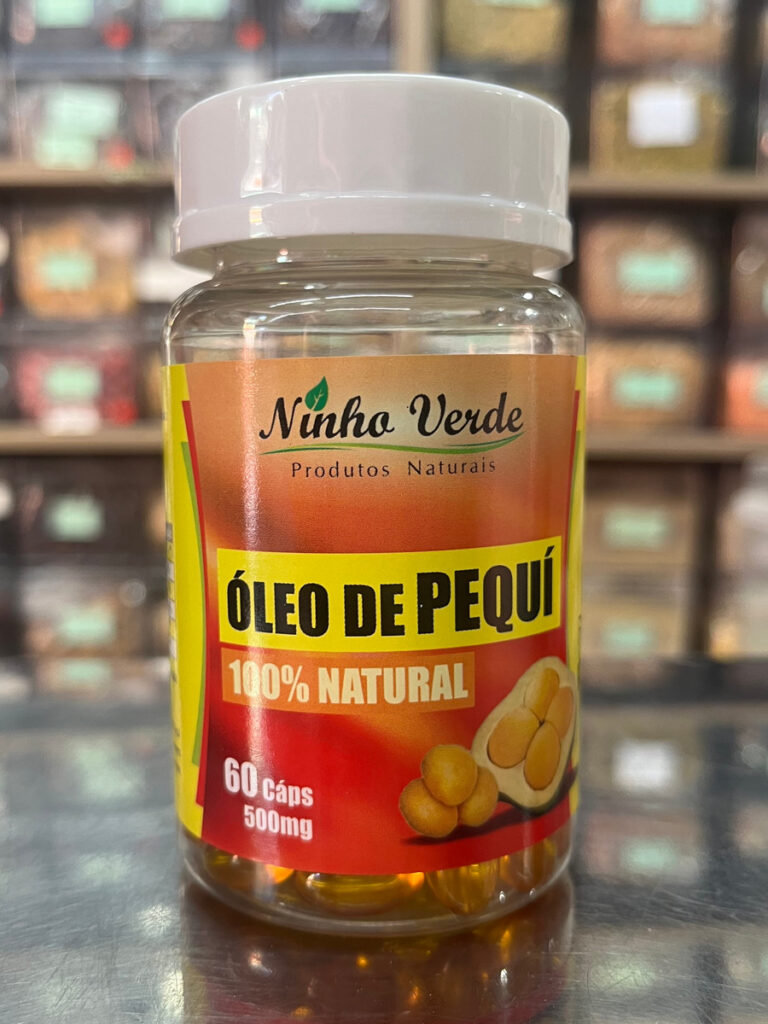 Ninho Verde
Produtos Naturais
ÓLEO DE PEQUÍ
100% NATURAL
60 Cáps
500mg